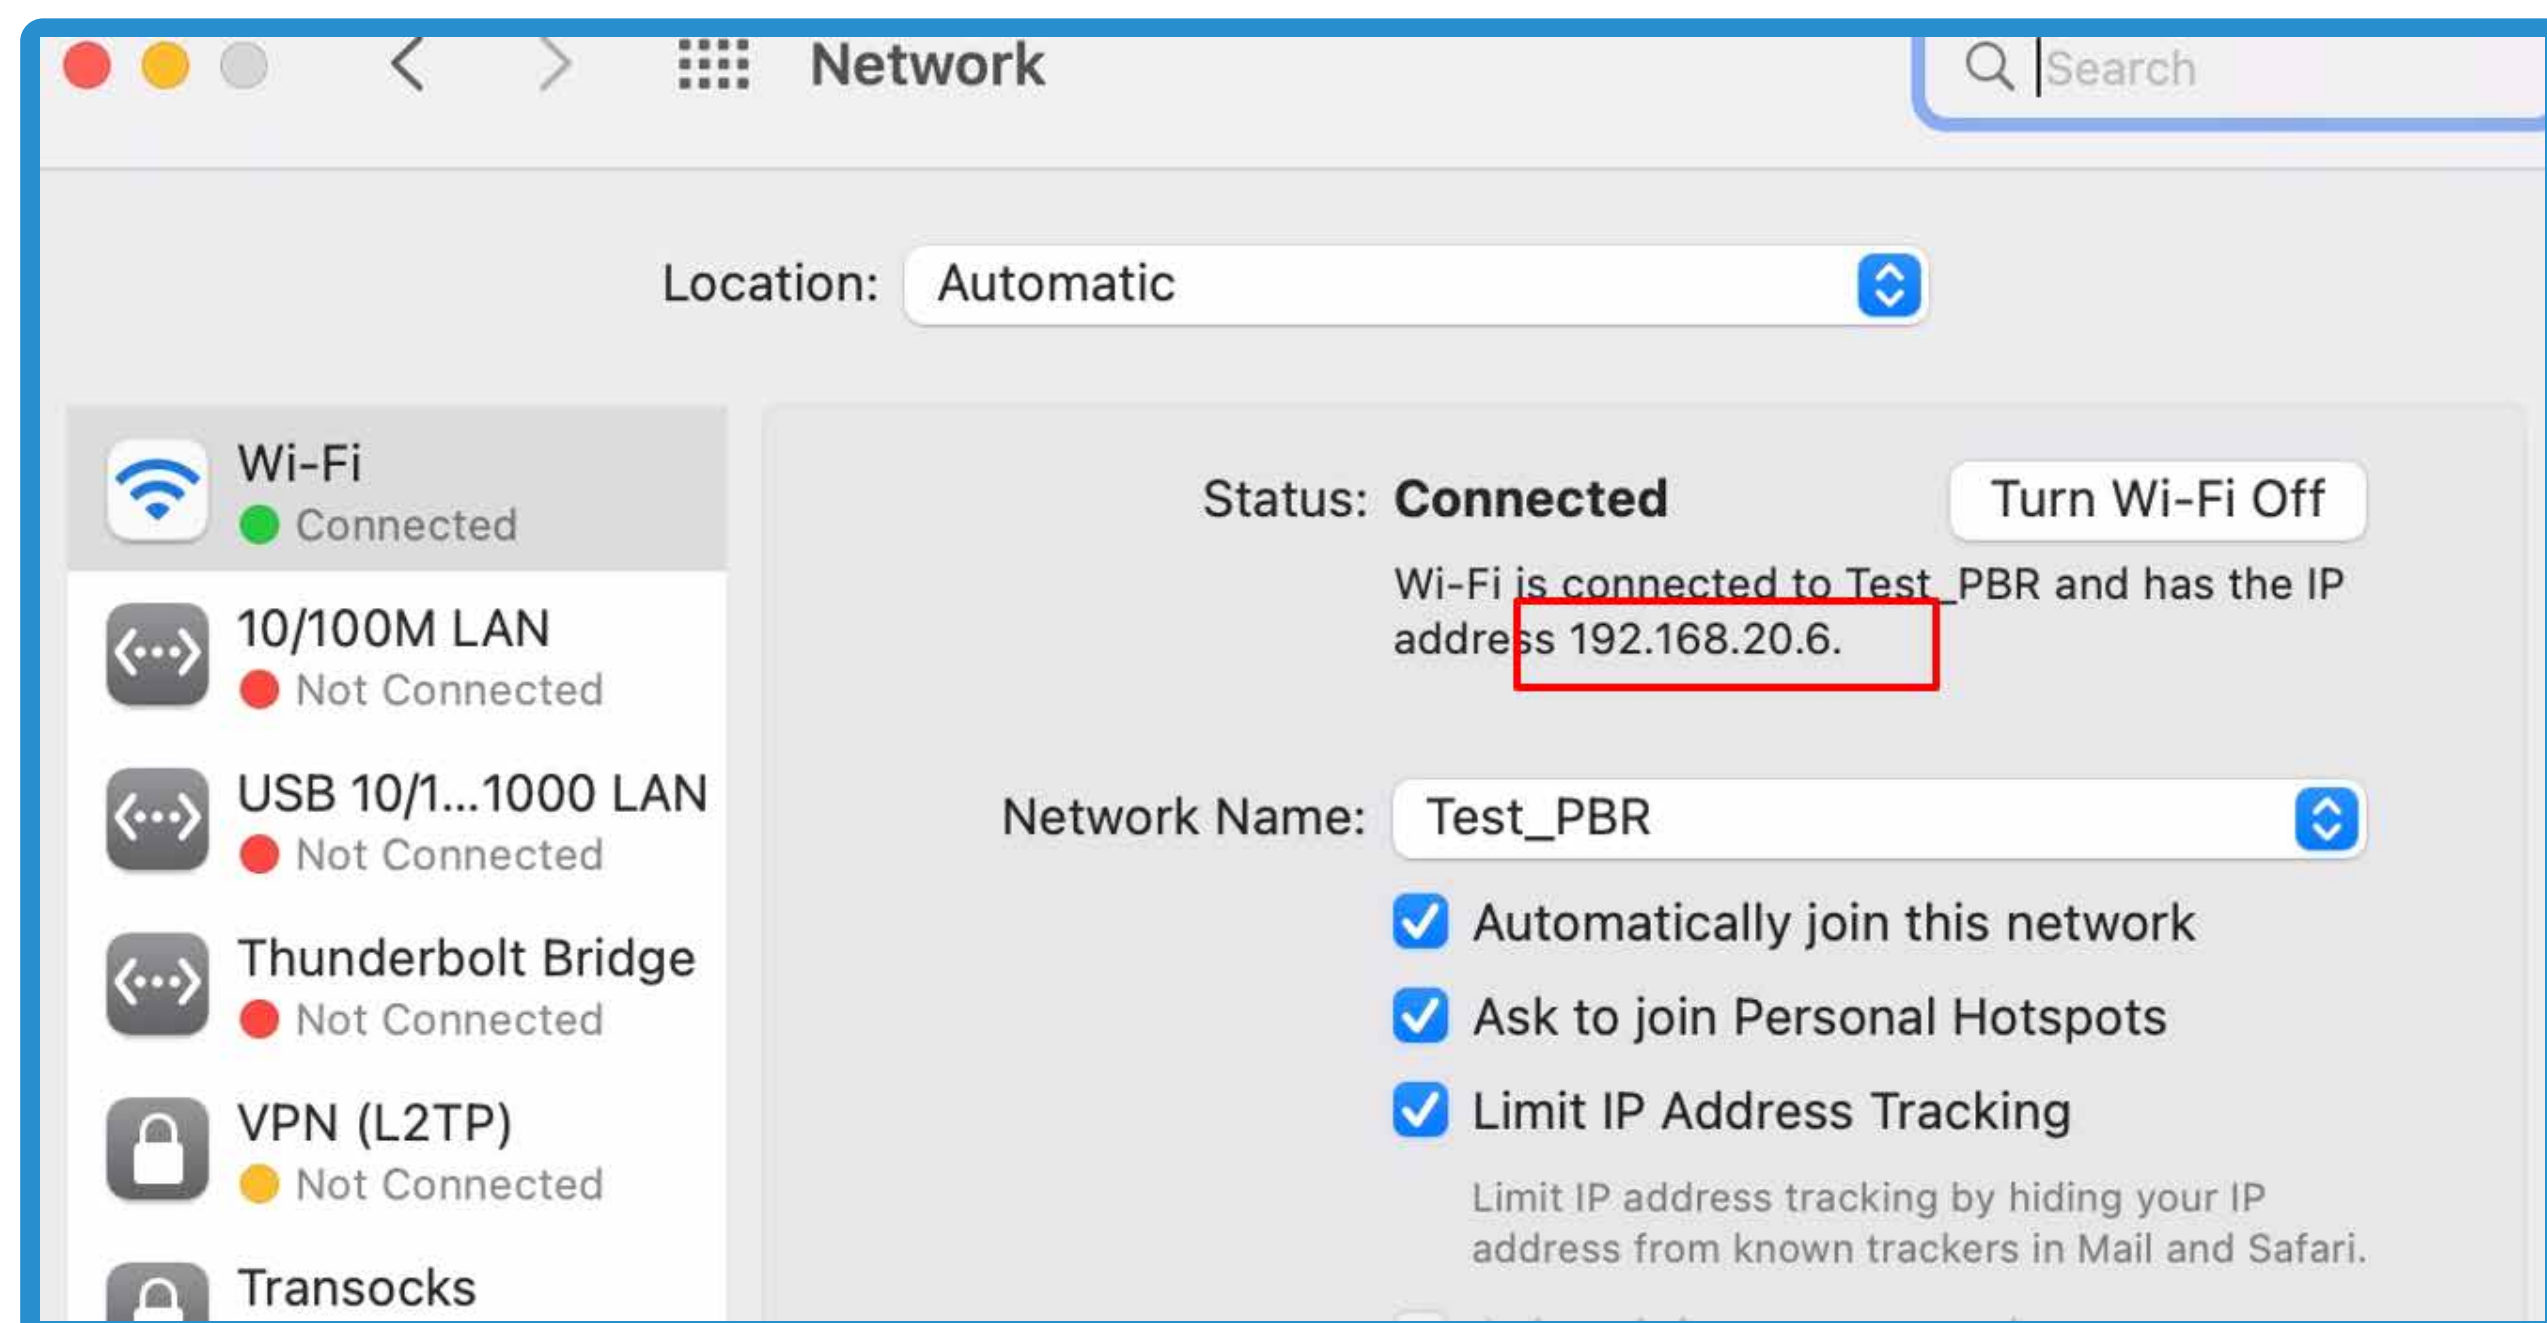 Network
Search
Location: Automatic
Wi-Fi
Connected
10/100M LAN
Not Connected
USB 10/1...1000 LAN
Not Connected
Thunderbolt Bridge
Not Connected
VPN (L2TP)
Not Connected
Transocks
Status: Connected
Turn Wi-Fi Off
Wi-Fi is connected to Test_PBR and has the IP
address 192.168.20.6.
Network Name: Test_PBR
Automatically join this network
Ask to join Personal Hotspots
Limit IP Address Tracking
Limit IP address tracking by hiding your IP
address from known trackers in Mail and Safari.